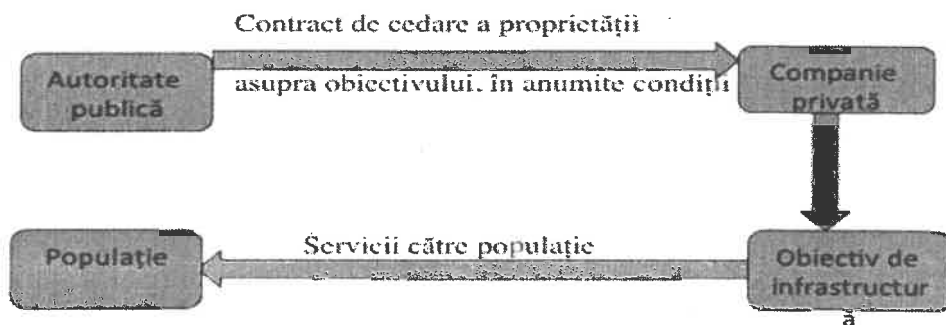 Contract de cedare a proprietății
Autoritate
publică
asupra obiectivului, în anumite condiții
Companie
privată
Populație
Servicii către populație
Obiectiv de
infrastructur
ă